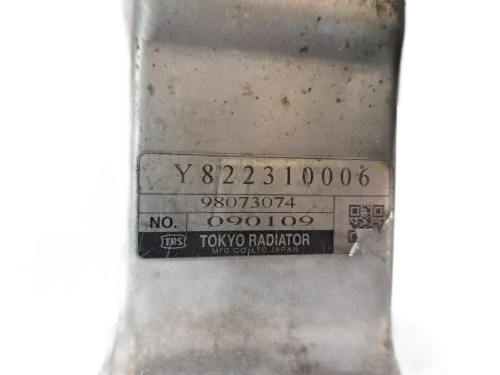 Y822310006
98073074
NO. 090109
TRS TOKYO RADIATOR
MFG CO.,LTD JAPAN